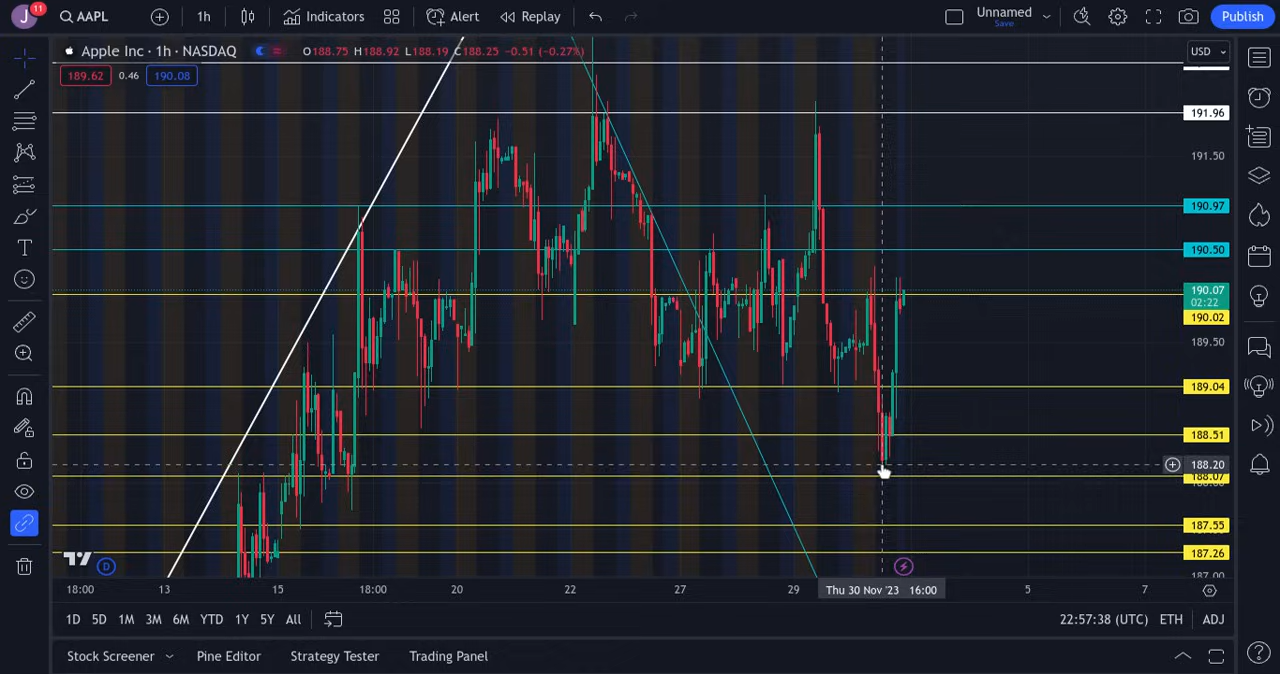 J 11 AAPL 1h Indicators Alert Replay Unnamed Save Publish
Apple Inc · 1h · NASDAQ O188.75 H188.92 L188.19 C188.25 −0.51 (−0.27%) USD
189.62 0.46 190.08
191.96
191.50
190.97
190.50
190.07
02:22
190.02
189.50
189.04
188.51
188.20
188.07
187.55
187.26
187.00
D
18:00 13 15 18:00 20 22 27 29 Thu 30 Nov '23 16:00 5 7
1D 5D 1M 3M 6M YTD 1Y 5Y All 22:57:38 (UTC) ETH ADJ
Stock Screener Pine Editor Strategy Tester Trading Panel